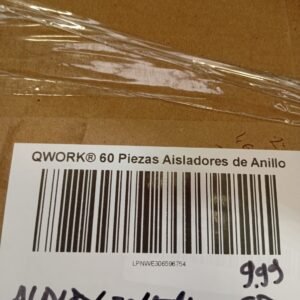 QWORK® 60 Piezas Aisladores de Anillo
LPNWE306596754
9.99